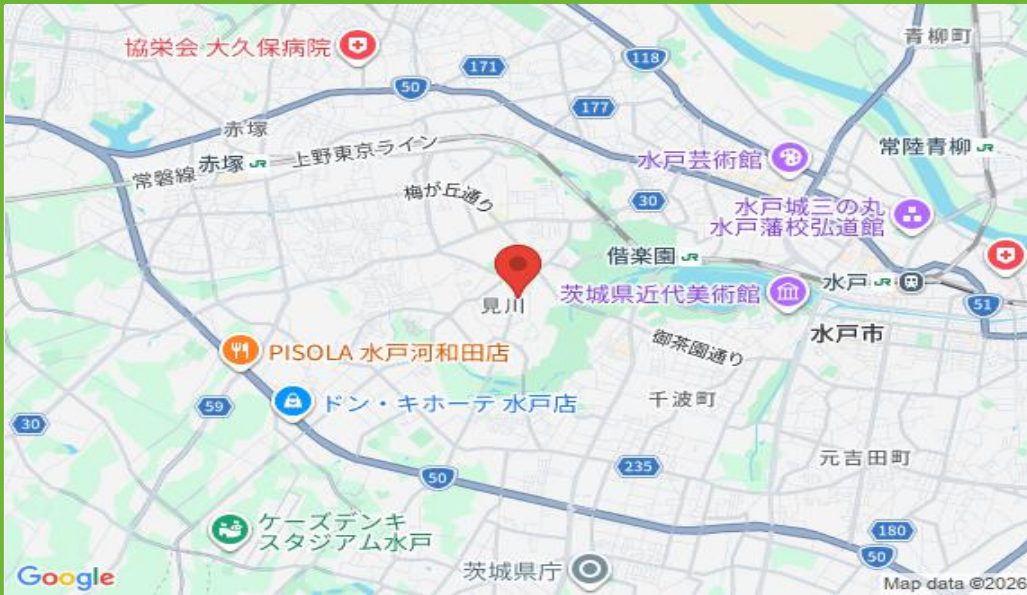 青柳町
協栄会 大久保病院
171
118
50
177
赤塚
上野東京ライン
常磐線
赤塚 JR
水戸芸術館
常陸青柳 JR
梅が丘通り
30
水戸城三の丸
水戸藩校弘道館
偕楽園 JR
水戸 JR
茨城県近代美術館
51
見川
水戸市
御茶園通り
PISOLA 水戸河和田店
千波町
ドン・キホーテ 水戸店
59
30
元吉田町
235
50
180
ケーズデンキ
スタジアム水戸
50
茨城県庁
Google
Map data ©2026